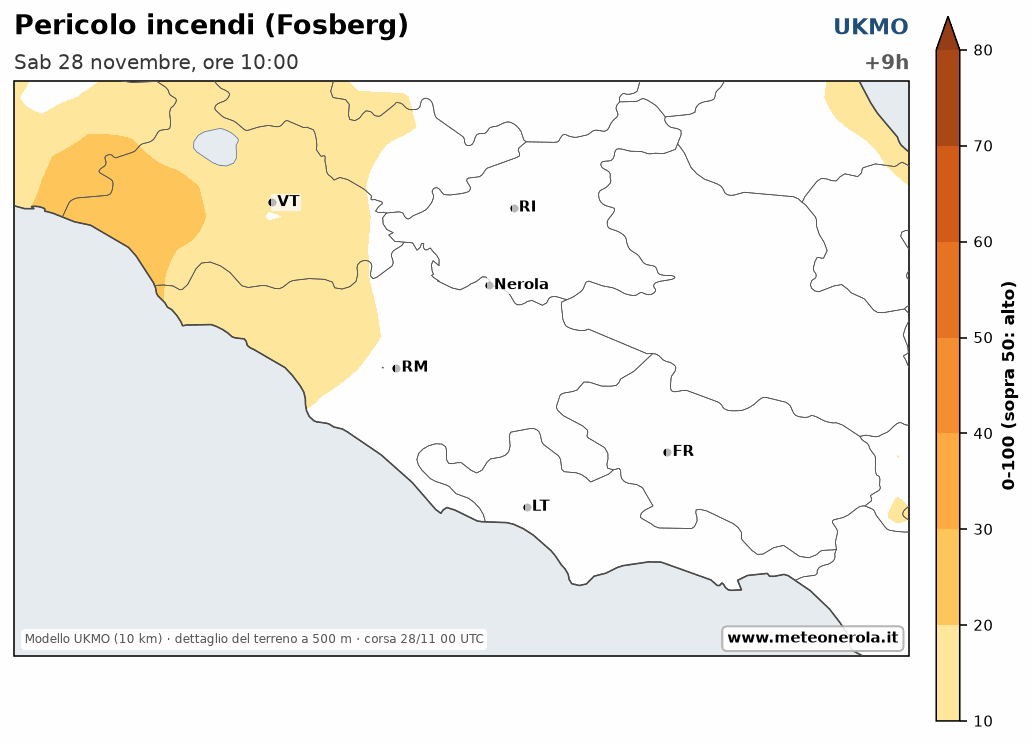 Pericolo incendi (Fosberg)
UKMO
Sab 28 novembre, ore 10:00
+9h
VT
RI
Nerola
RM
FR
LT
80
70
60
50
40
30
20
10
0-100 (sopra 50: alto)
Modello UKMO (10 km) · dettaglio del terreno a 500 m · corsa 28/11 00 UTC
www.meteonerola.it